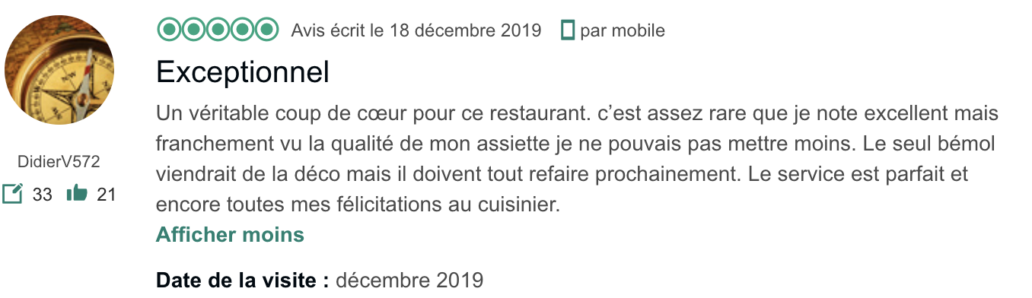 Avis écrit le 18 décembre 2019 par mobile
Exceptionnel
Un véritable coup de cœur pour ce restaurant. c’est assez rare que je note excellent mais
franchement vu la qualité de mon assiette je ne pouvais pas mettre moins. Le seul bémol
viendrait de la déco mais il doivent tout refaire prochainement. Le service est parfait et
encore toutes mes félicitations au cuisinier.
Afficher moins
Date de la visite : décembre 2019
DidierV572
33 21